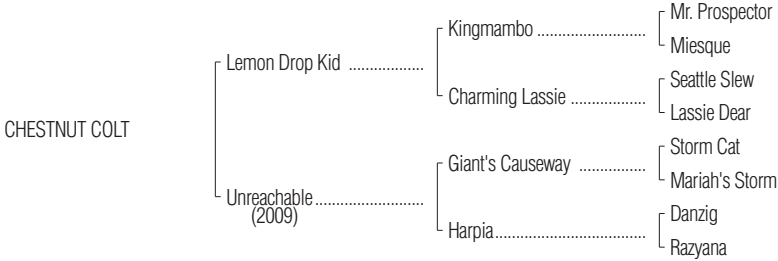 Mr. Prospector
Kingmambo ..........................
Miesque
Lemon Drop Kid ..................
Seattle Slew
Charming Lassie ..................
Lassie Dear
CHESTNUT COLT
Storm Cat
Giant's Causeway ................
Mariah's Storm
Unreachable..........................
(2009)
Danzig
Harpia....................................
Razyana